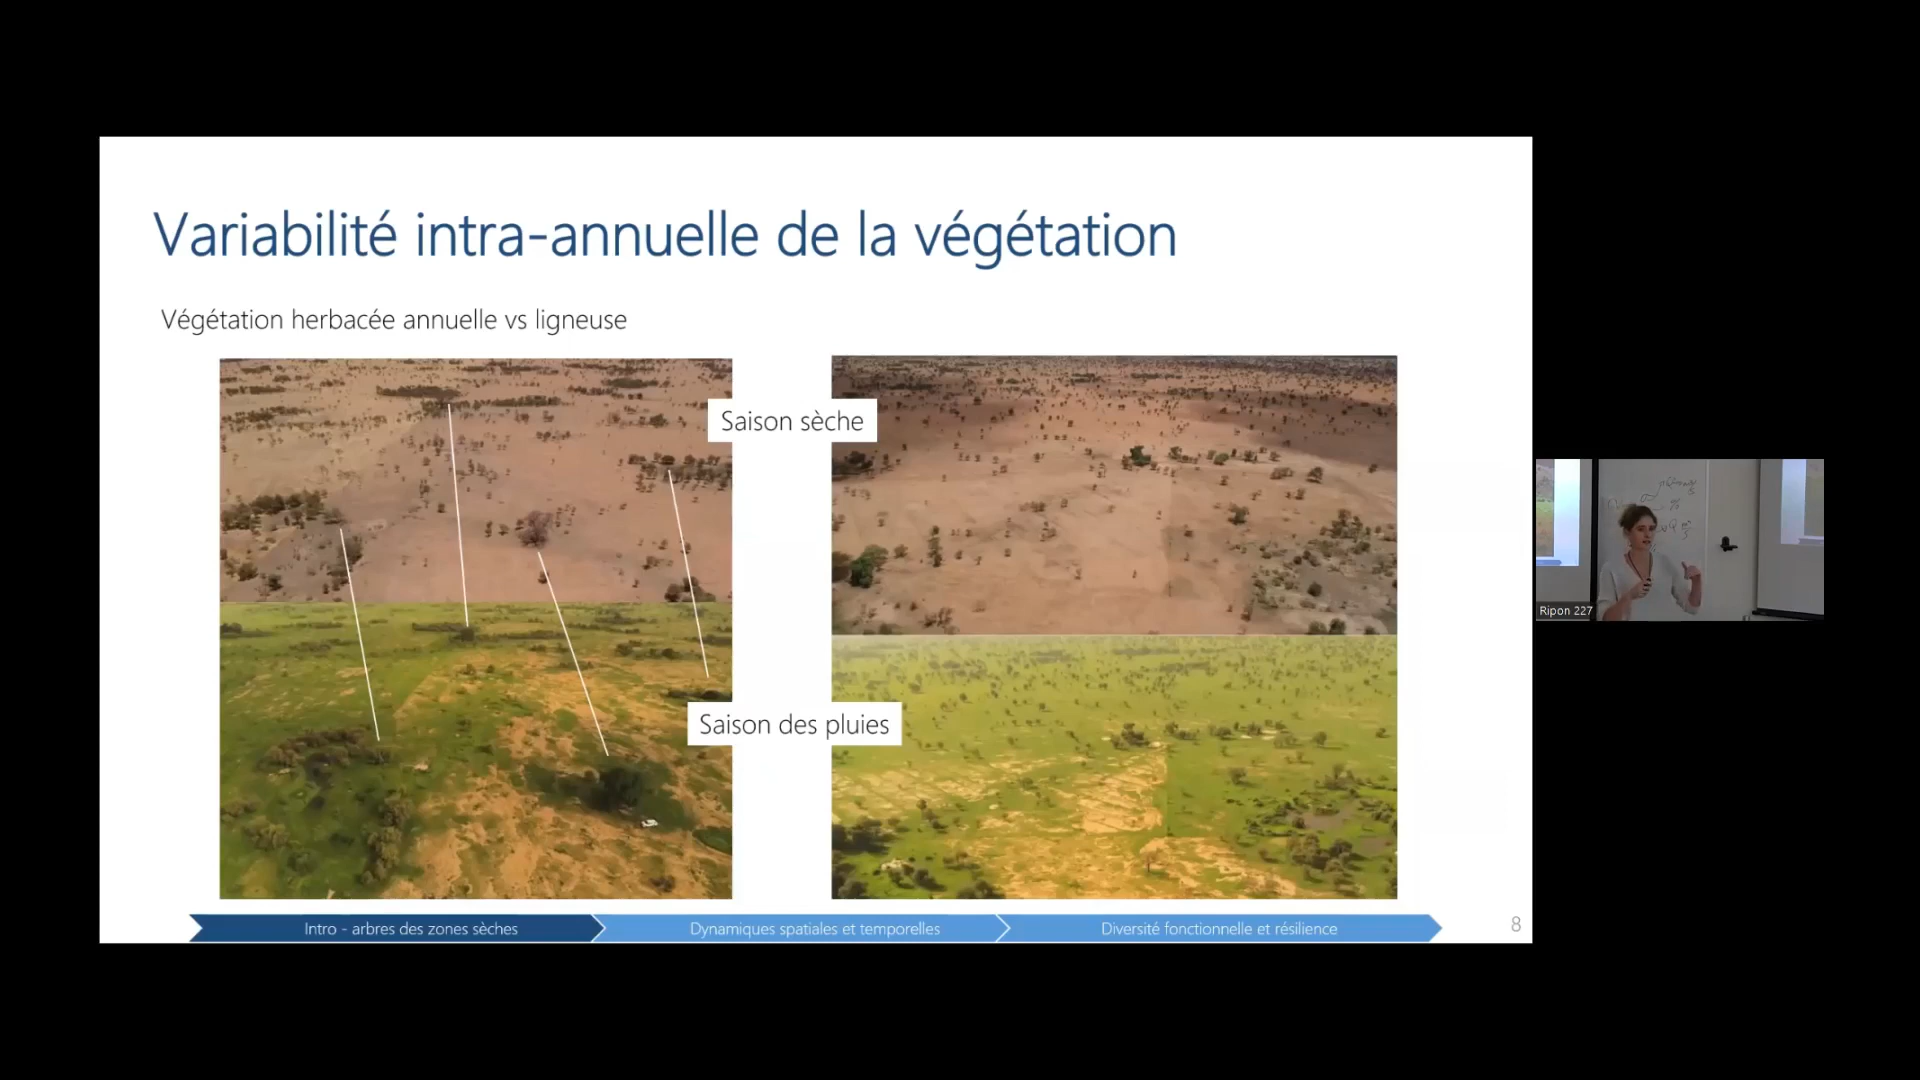 Variabilité intra-annuelle de la végétation
Végétation herbacée annuelle vs ligneuse
Saison sèche
Saison des pluies
Intro - arbres des zones sèches
Dynamiques spatiales et temporelles
Diversité fonctionnelle et résilience
8
Ripon 227